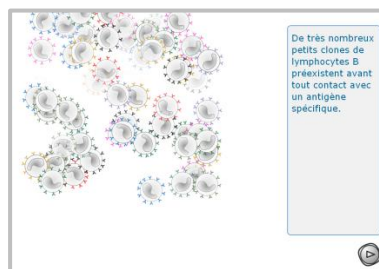 De très nombreux
petits clones de
lymphocytes B
préexistent avant
tout contact avec
un antigène
spécifique.